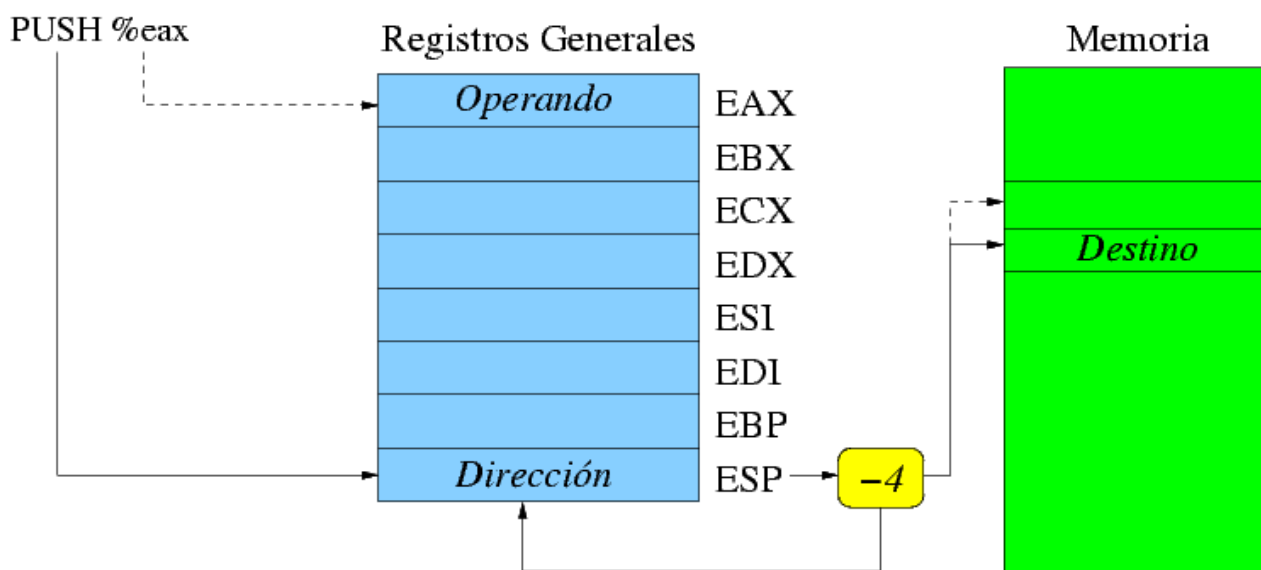 PUSH %eax
Registros Generales
Memoria
Operando
EAX
EBX
ECX
EDX
Destino
ESI
EDI
EBP
Dirección
ESP
−4